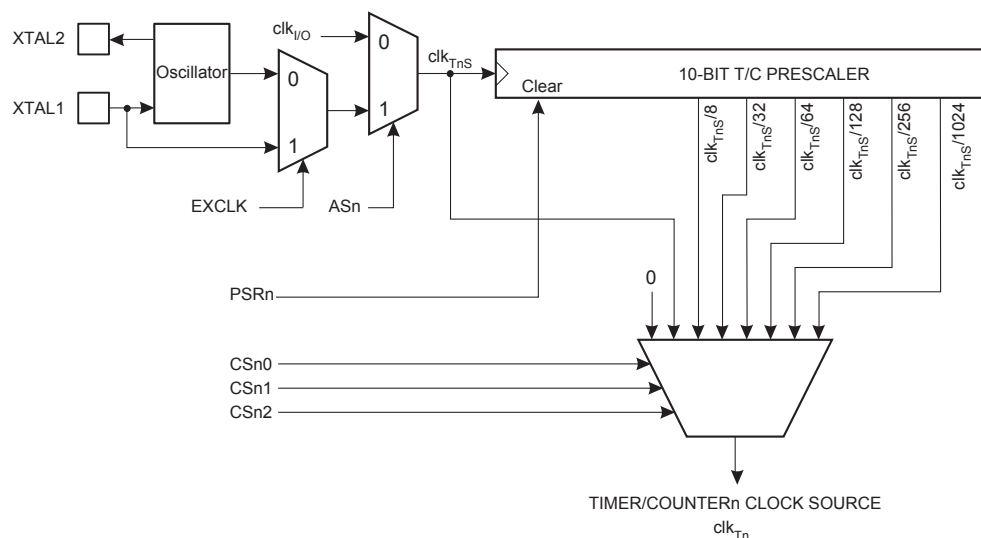 XTAL2
XTAL1
Oscillator
clkI/O
0
1
0
1
EXCLK
ASn
clkTnS
10-BIT T/C PRESCALER
Clear
clkTnS/8
clkTnS/32
clkTnS/64
clkTnS/128
clkTnS/256
clkTnS/1024
PSRn
0
CSn0
CSn1
CSn2
TIMER/COUNTERn CLOCK SOURCE
clkTn